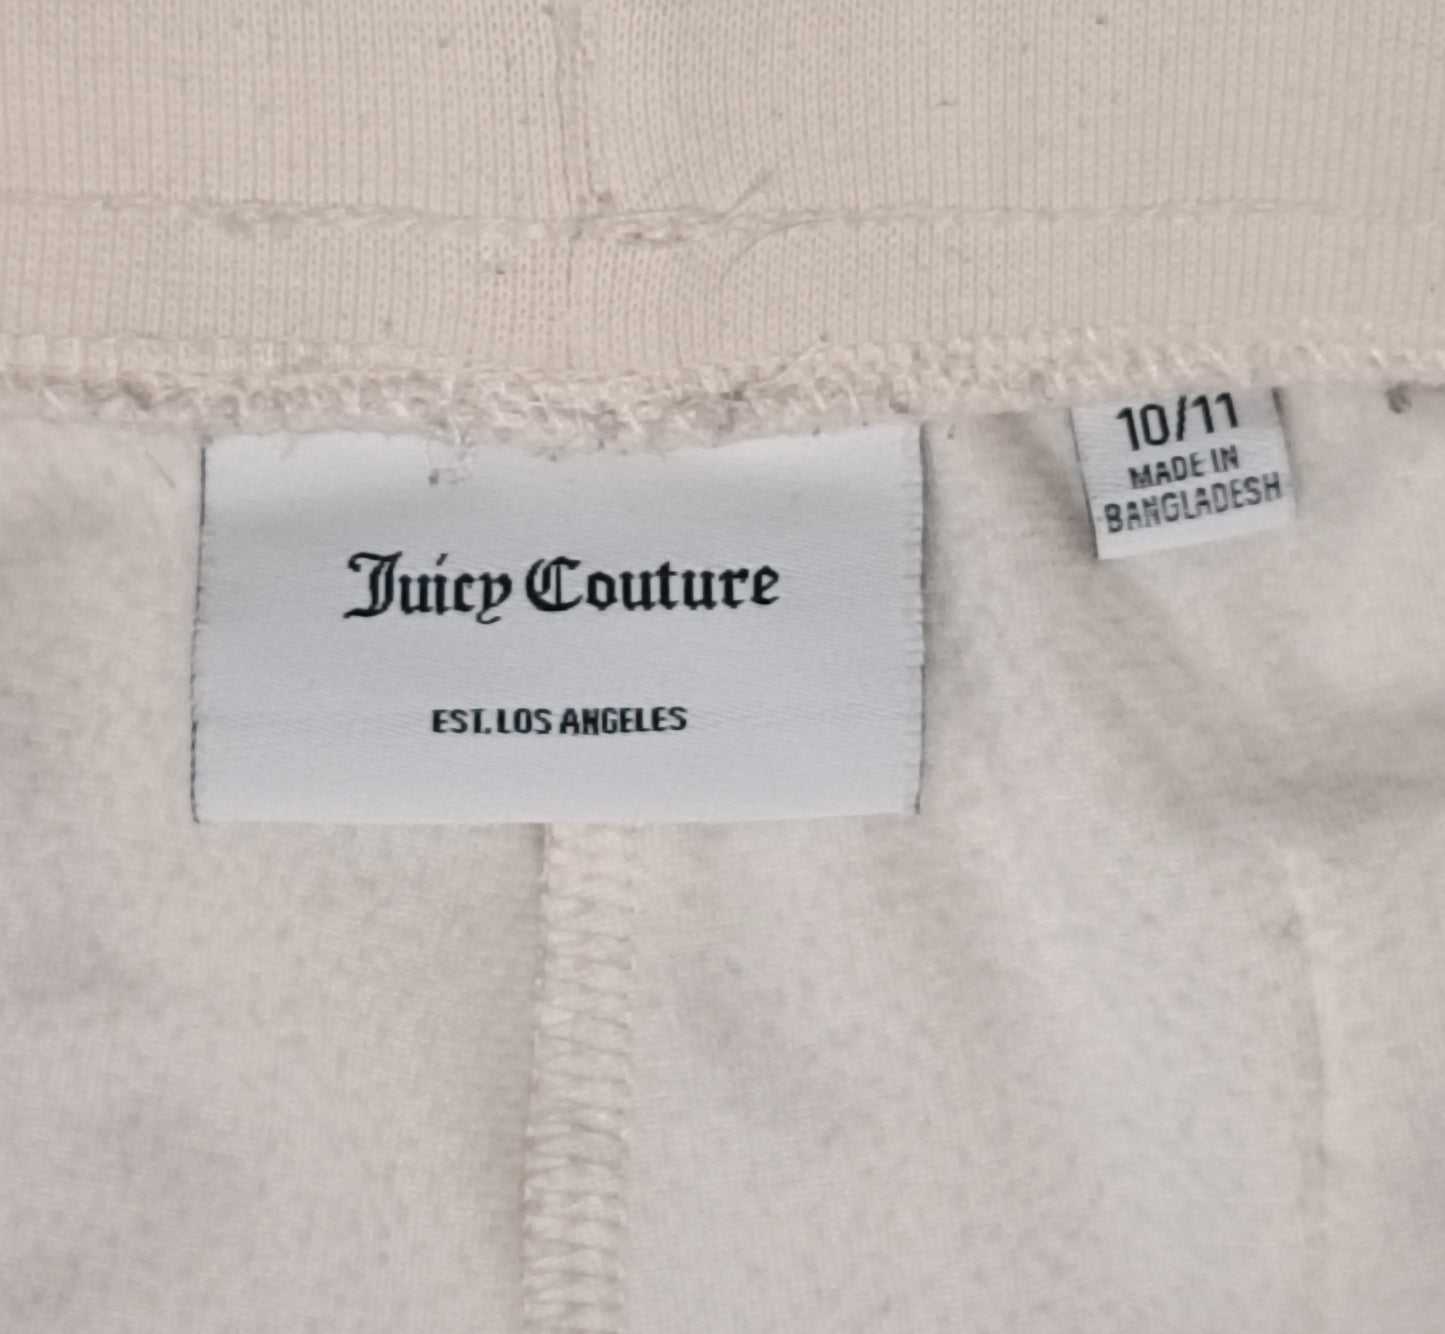 Juicy Couture
EST. LOS ANGELES
10/11
MADE IN
BANGLADESH